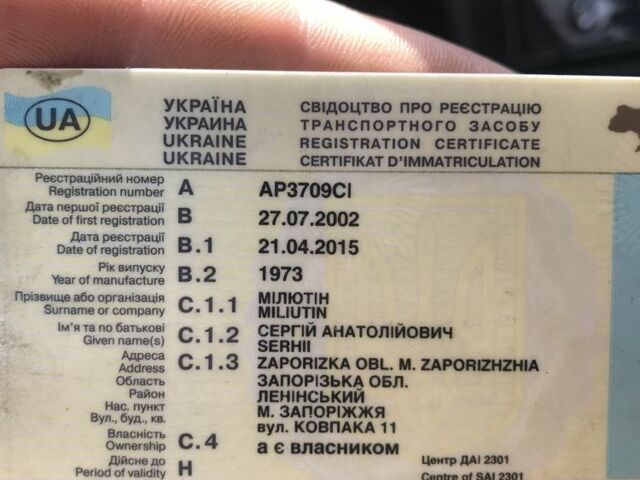 UA
УКРАЇНА
УКРАИНА
UKRAINE
UKRAINE
СВІДОЦТВО ПРО РЕЄСТРАЦІЮ
ТРАНСПОРТНОГО ЗАСОБУ
REGISTRATION CERTIFICATE
CERTIFIKAT D'IMMATRICULATION
Реєстраційний номер
Registration number A AP3709CI
Дата першої реєстрації
Date of first registration B 27.07.2002
Дата реєстрації
Date of registration B.1 21.04.2015
Рік випуску
Year of manufacture B.2 1973
Прізвище або організація C.1.1 МІЛЮТІН
Surname or company MILIUTIN
Ім'я та по батькові C.1.2 СЕРГІЙ АНАТОЛІЙОВИЧ
Given name(s) SERHII
Адреса C.1.3 ZAPORIZKA OBL. M. ZAPORIZHZHIA
Address
Область ЗАПОРІЗЬКА ОБЛ.
Район ЛЕНІНСЬКИЙ
Нас. пункт М. ЗАПОРІЖЖЯ
Вул., буд., кв. вул. КОВПАКА 11
Власність
Ownership C.4 а є власником
Дійсне до Центр ДАІ 2301
Period of validity H Centre of SAI 2301